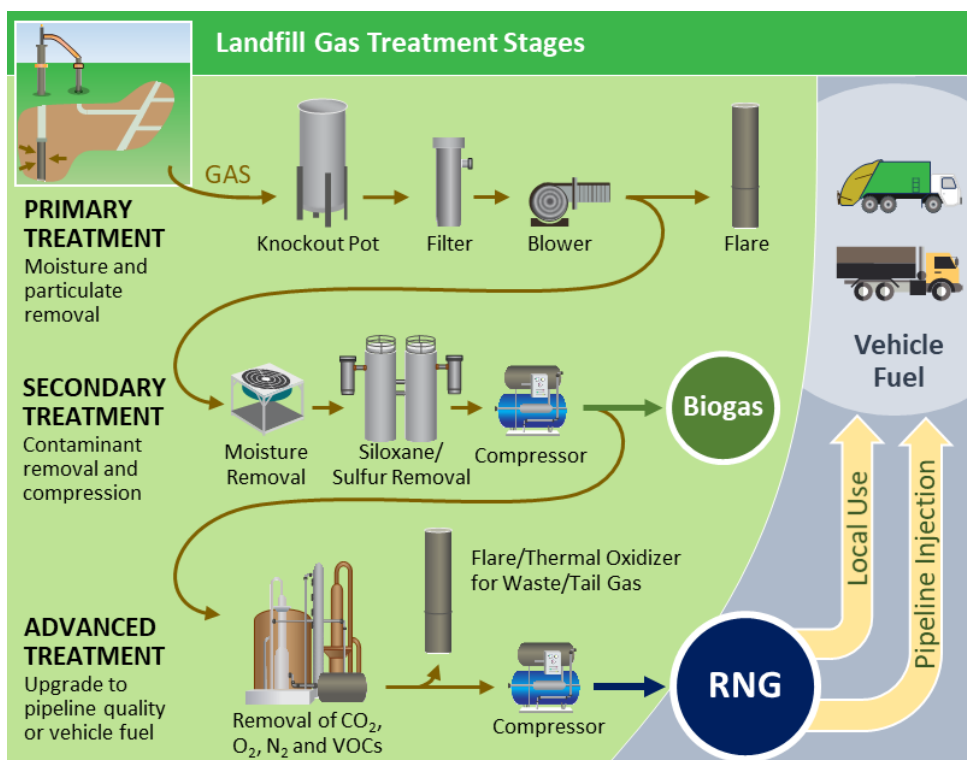 Landfill Gas Treatment Stages
GAS
PRIMARY
TREATMENT
Moisture and
particulate
removal
Knockout Pot
Filter
Blower
Flare
Vehicle
Fuel
SECONDARY
TREATMENT
Contaminant
removal and
compression
Moisture
Removal
Siloxane/
Sulfur Removal
Compressor
Biogas
Local Use
Pipeline Injection
ADVANCED
TREATMENT
Upgrade to
pipeline quality
or vehicle fuel
Removal of CO₂,
O₂, N₂ and VOCs
Flare/Thermal Oxidizer
for Waste/Tail Gas
Compressor
RNG